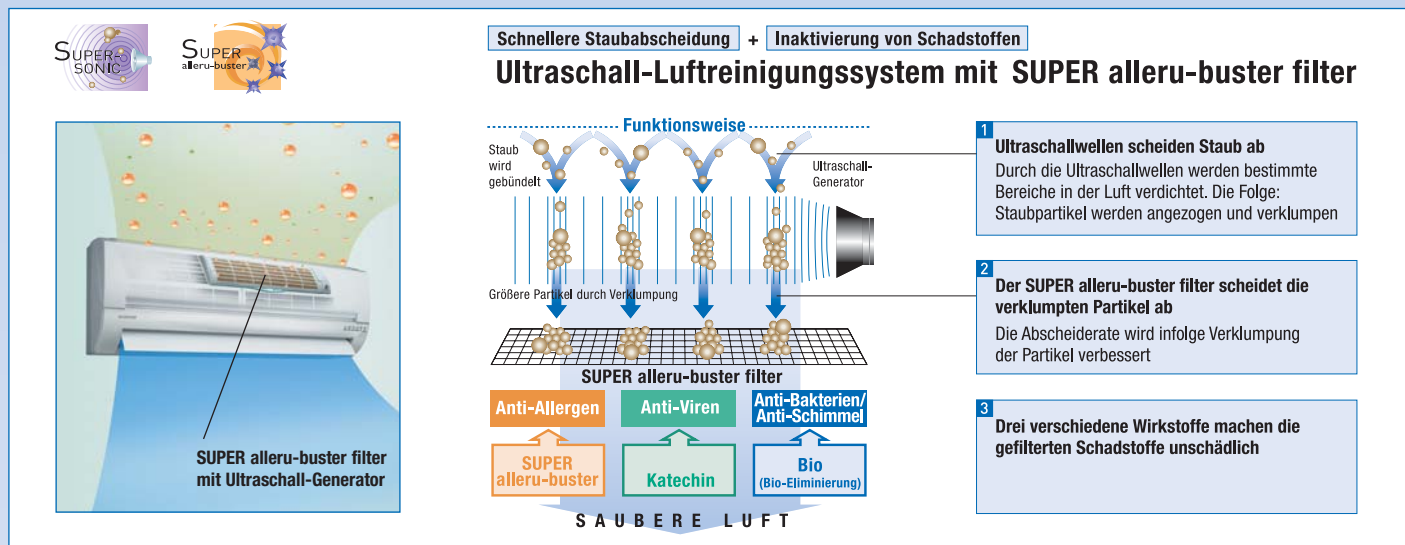 SUPER-
SONIC
SUPER
alleru-buster
Schnellere Staubabscheidung + Inaktivierung von Schadstoffen
Ultraschall-Luftreinigungssystem mit SUPER alleru-buster filter
SUPER alleru-buster filter
mit Ultraschall-Generator
Funktionsweise
Staub
wird
gebündelt
Ultraschall-
Generator
Größere Partikel durch Verklumpung
SUPER alleru-buster filter
Anti-Allergen
Anti-Viren
Anti-Bakterien/
Anti-Schimmel
SUPER
alleru-buster
Katechin
Bio
(Bio-Eliminierung)
SAUBERE LUFT
1
Ultraschallwellen scheiden Staub ab
Durch die Ultraschallwellen werden bestimmte
Bereiche in der Luft verdichtet. Die Folge:
Staubpartikel werden angezogen und verklumpen
2
Der SUPER alleru-buster filter scheidet die
verklumpten Partikel ab
Die Abscheiderate wird infolge Verklumpung
der Partikel verbessert
3
Drei verschiedene Wirkstoffe machen die
gefilterten Schadstoffe unschädlich